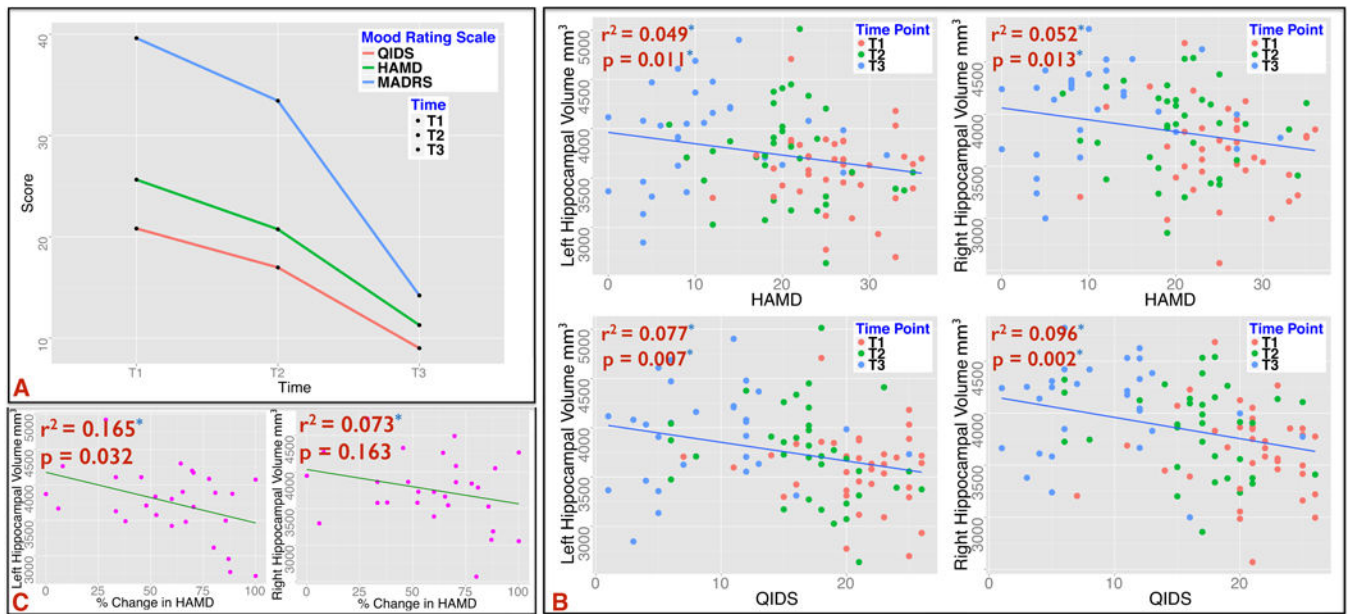 Score
40
30
20
10
Mood Rating Scale
QIDS
HAMD
MADRS
Time
T1
T2
T3
T1
T2
T3
Time
A
Left Hippocampal Volume mm³
5000
4500
4000
3500
3000
r² = 0.165*
p = 0.032
0
25
50
75
100
% Change in HAMD
Right Hippocampal Volume mm³
4500
4000
3500
3000
r² = 0.073*
p = 0.163
0
25
50
75
100
% Change in HAMD
C
Left Hippocampal Volume mm³
5000
4500
4000
3500
3000
r² = 0.049*
p = 0.011*
Time Point
T1
T2
T3
0
10
20
30
HAMD
Right Hippocampal Volume mm³
4500
4000
3500
3000
r² = 0.052*
p = 0.013*
Time Point
T1
T2
T3
0
10
20
30
HAMD
Left Hippocampal Volume mm³
5000
4500
4000
3500
3000
r² = 0.077*
p = 0.007*
Time Point
T1
T2
T3
0
10
20
QIDS
Right Hippocampal Volume mm³
4500
4000
3500
3000
r² = 0.096*
p = 0.002*
Time Point
T1
T2
T3
0
10
20
QIDS
B